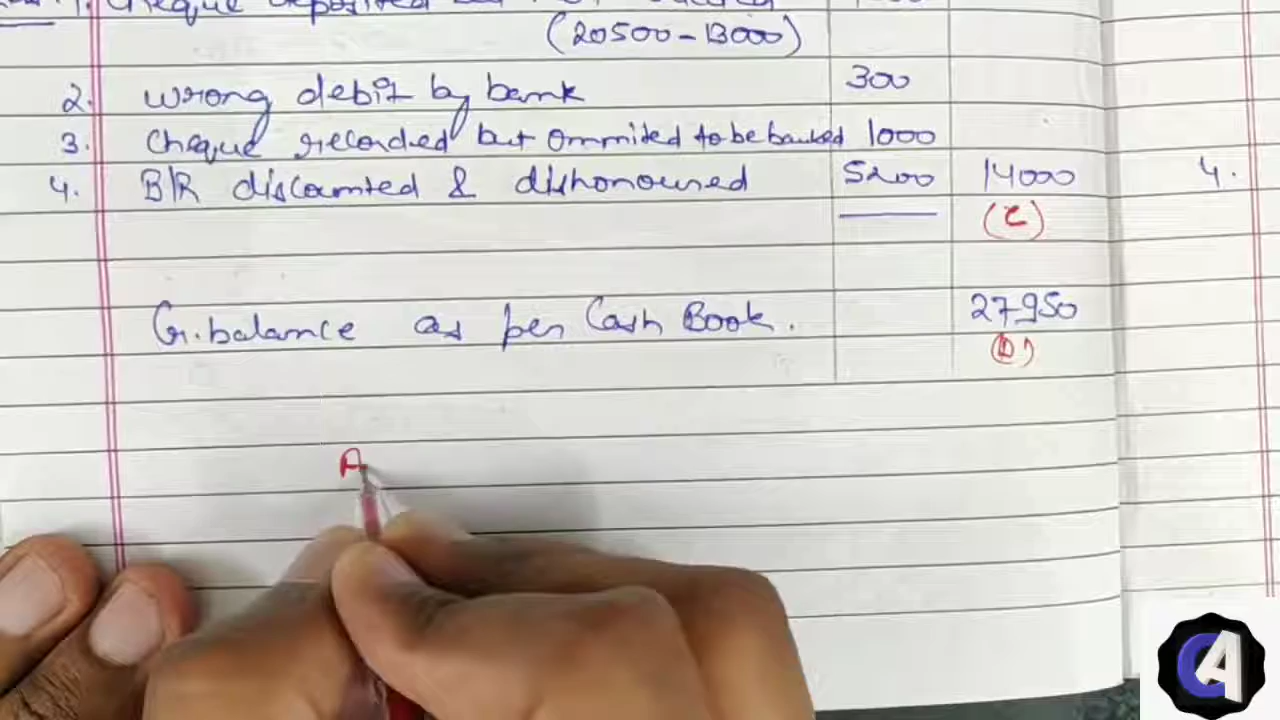 (20500-13000)
2. wrong debit by bank 300
3. Cheque recorded but ommited to be banked 1000
4. B/R discounted & dishonoured 5200 14000 4.
(C)
Cr. balance as per Cash Book. 27950
(D)
A
CA